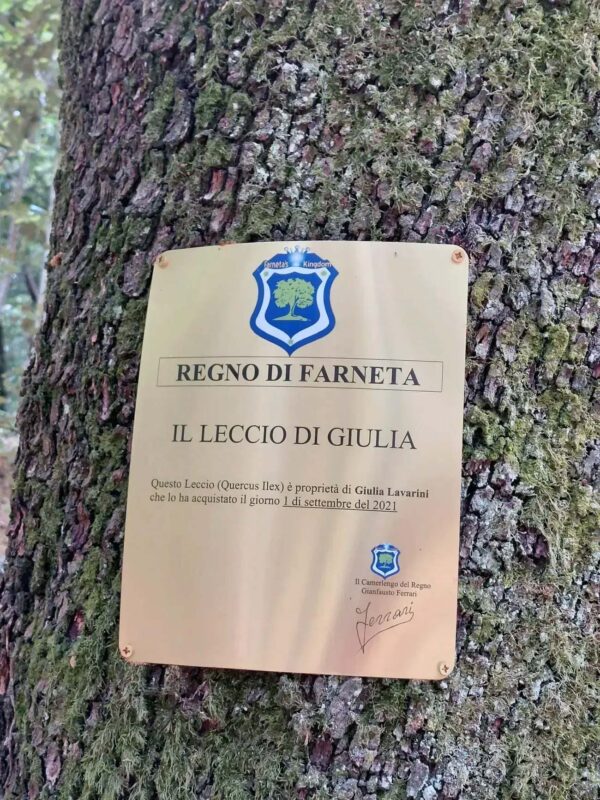 Farneta's Kingdom
REGNO DI FARNETA
IL LECCIO DI GIULIA
Questo Leccio (Quercus Ilex) è proprietà di Giulia Lavarini
che lo ha acquistato il giorno 1 di settembre del 2021
Il Camerlengo del Regno
Gianfausto Ferrari
Ferrari